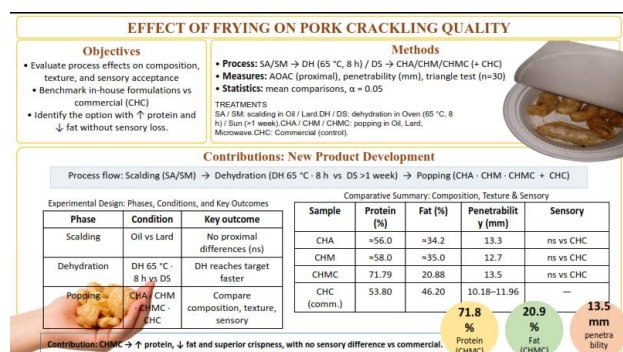 EFFECT OF FRYING ON PORK CRACKLING QUALITY
Objectives
• Evaluate process effects on composition,
texture, and sensory acceptance
• Benchmark in-house formulations vs
commercial (CHC)
• Identify the option with ↑ protein and
↓ fat without sensory loss.
Methods
• Process: SA/SM → DH (65 °C, 8 h) / DS → CHA/CHM/CHMC (+ CHC)
• Measures: AOAC (proximal), penetrability (mm), triangle test (n=30)
• Statistics: mean comparisons, α = 0.05
TREATMENTS
SA / SM: scalding in Oil / Lard.DH / DS: dehydration in Oven (65 °C, 8
h) / Sun (>1 week).CHA / CHM / CHMC: popping in Oil, Lard,
Microwave.CHC: Commercial (control).
Contributions: New Product Development
Process flow: Scalding (SA/SM) → Dehydration (DH 65 °C · 8 h vs DS >1 week) → Popping (CHA · CHM · CHMC + CHC)
Experimental Design: Phases, Conditions, and Key Outcomes
Phase Condition Key outcome
Scalding Oil vs Lard No proximal
differences (ns)
Dehydration DH 65 °C ·
8 h vs DS DH reaches target
faster
Popping CHA · CHM
· CHMC ·
CHC Compare
composition, texture,
sensory
Comparative Summary: Composition, Texture & Sensory
Sample Protein
(%) Fat (%) Penetrabilit
y (mm) Sensory
CHA ≈56.0 ≈34.2 13.3 ns vs CHC
CHM ≈58.0 ≈35.0 12.7 ns vs CHC
CHMC 71.79 20.88 13.5 ns vs CHC
CHC
(comm.) 53.80 46.20 10.18–11.96 —
71.8
%
Protein
(CHMC)
20.9
%
Fat
(CHMC)
13.5
mm
penetra
bility
Contribution: CHMC → ↑ protein, ↓ fat and superior crispness, with no sensory difference vs commercial.